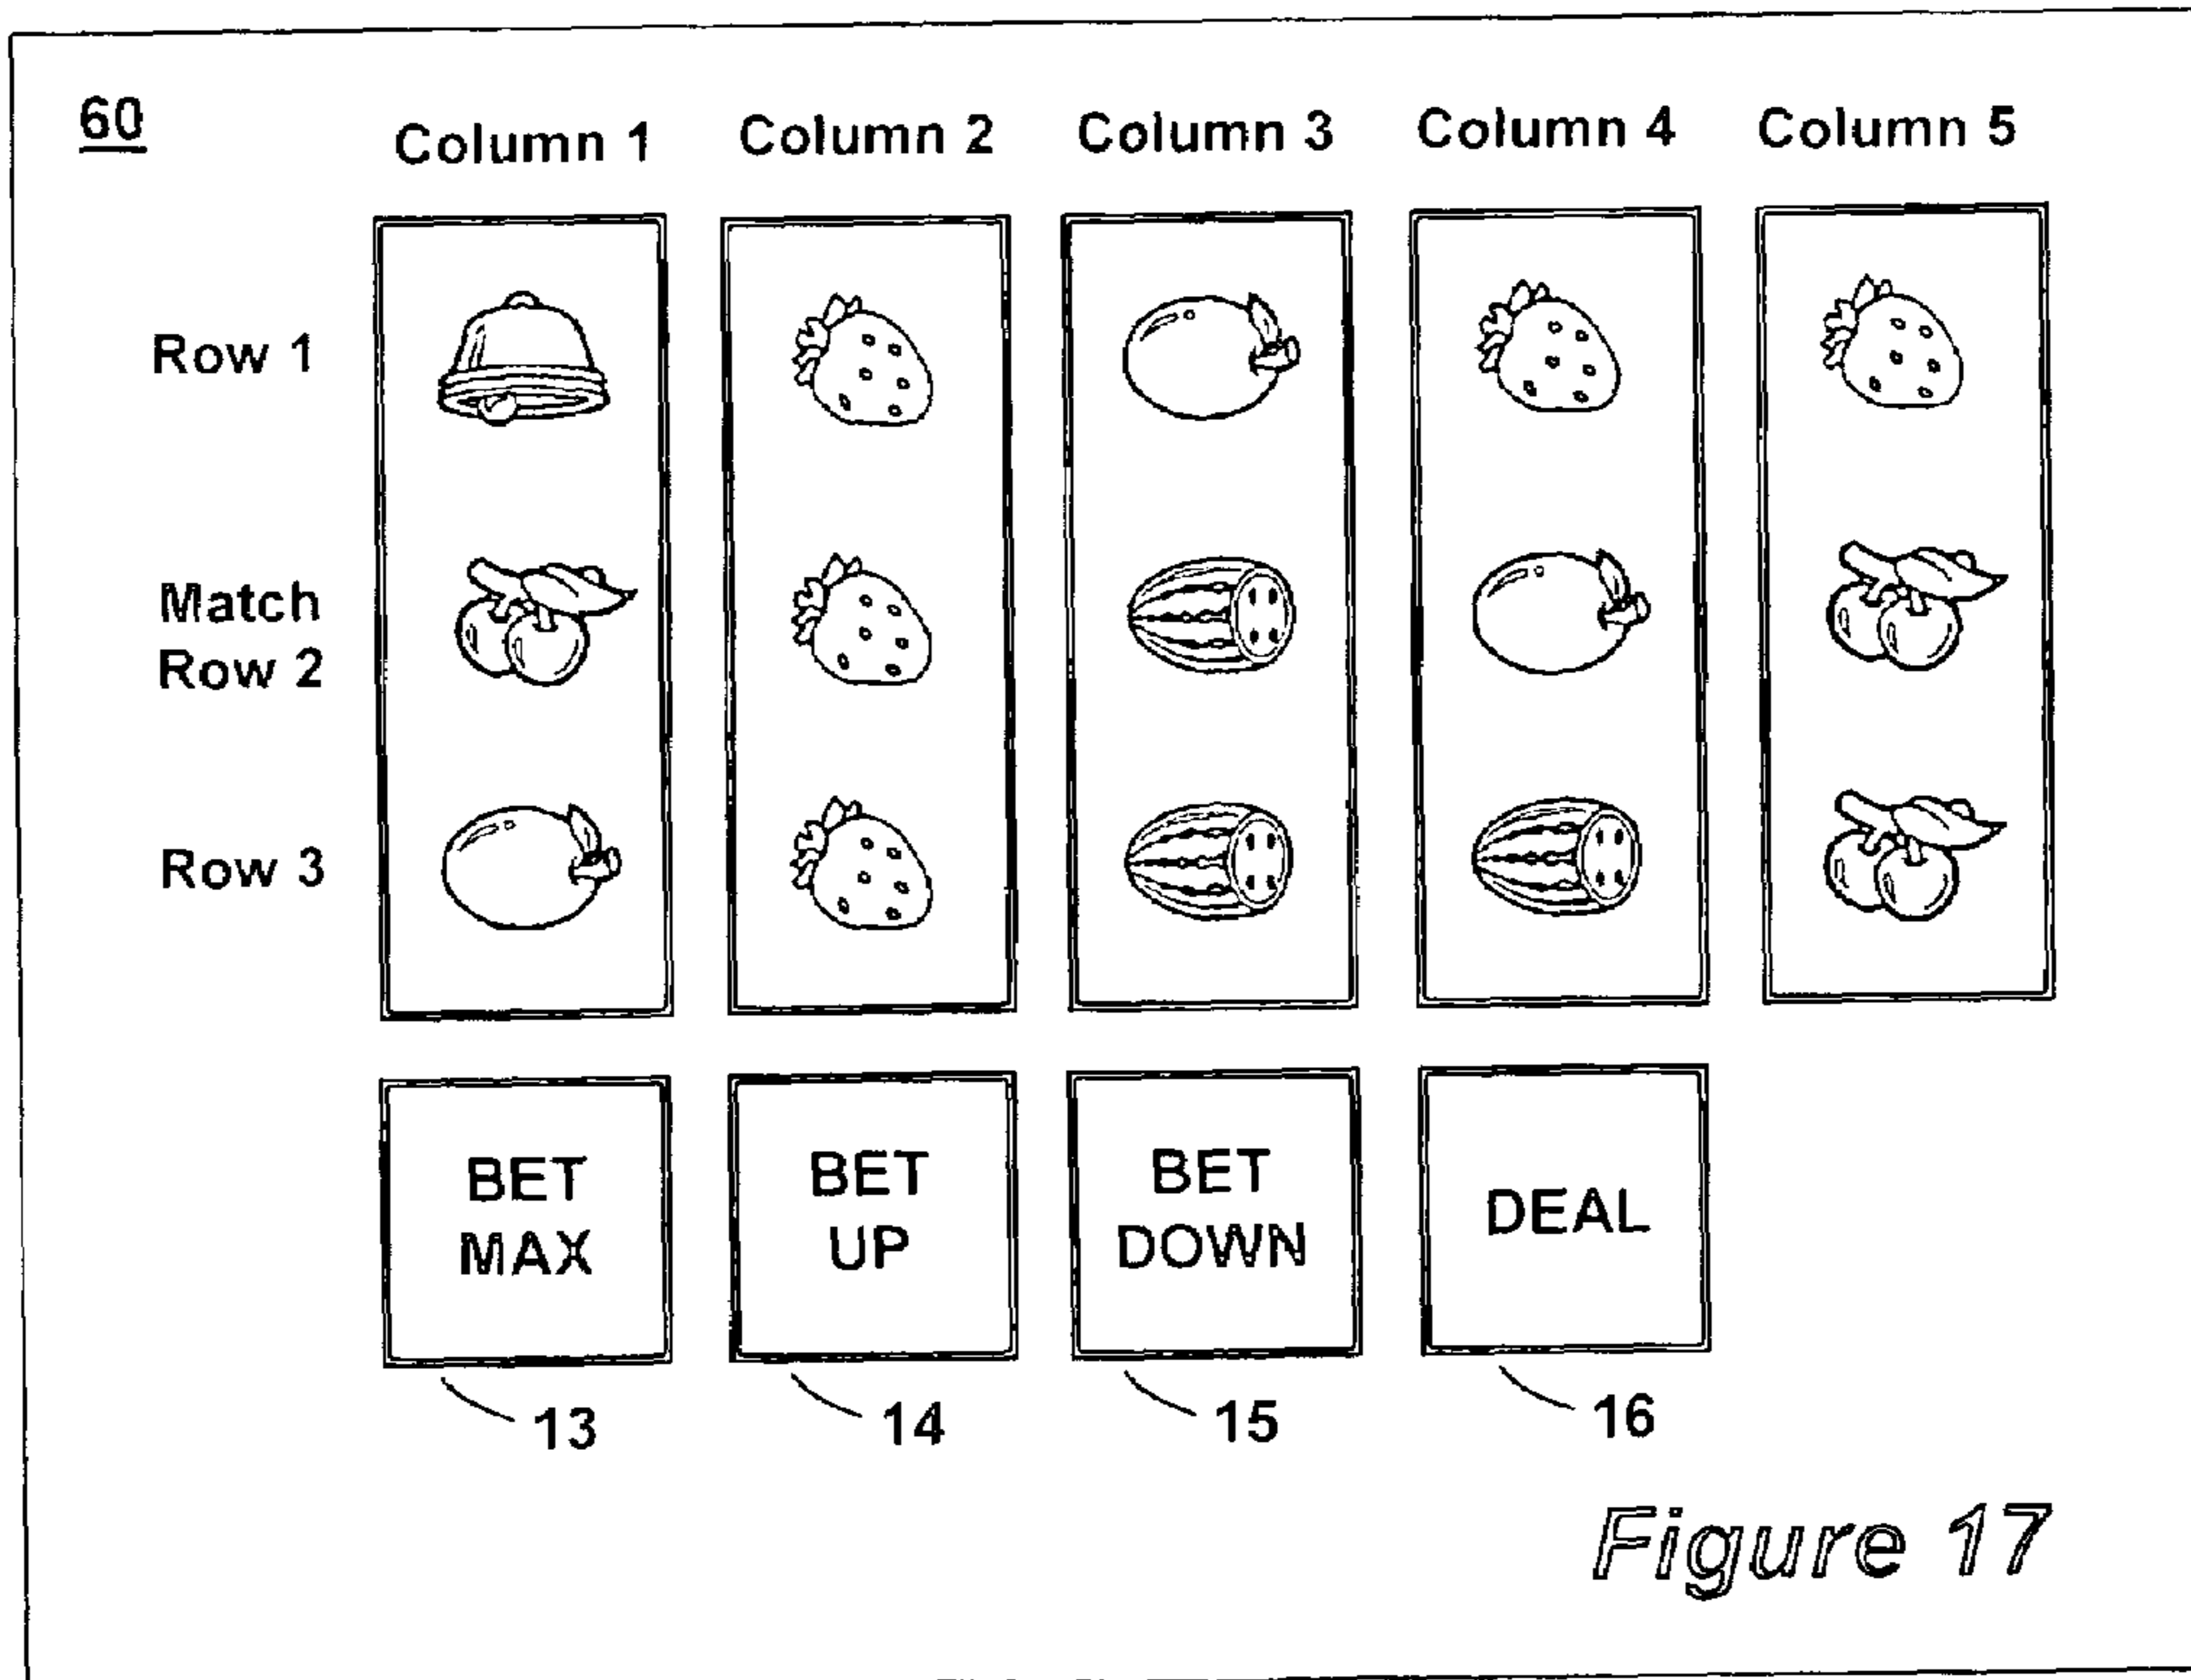 60
Column 1 Column 2 Column 3 Column 4 Column 5
Row 1
Match
Row 2
Row 3
BET
MAX
BET
UP
BET
DOWN
DEAL
13 14 15 16
Figure 17